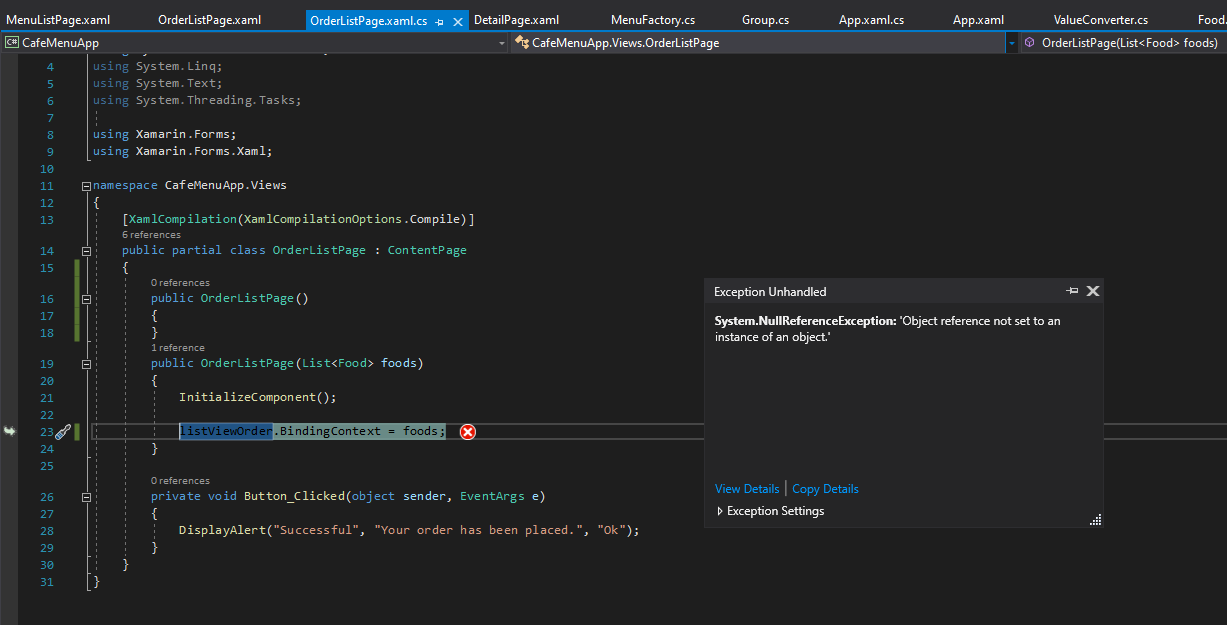 MenuListPage.xaml OrderListPage.xaml OrderListPage.xaml.cs DetailPage.xaml MenuFactory.cs Group.cs App.xaml.cs App.xaml ValueConverter.cs Food.
C# CafeMenuApp CafeMenuApp.Views.OrderListPage OrderListPage(List<Food> foods)
4 using System.Linq;
5 using System.Text;
6 using System.Threading.Tasks;
7
8 using Xamarin.Forms;
9 using Xamarin.Forms.Xaml;
10
11 namespace CafeMenuApp.Views
12 {
13 [XamlCompilation(XamlCompilationOptions.Compile)]
6 references
14 public partial class OrderListPage : ContentPage
15 {
0 references
16 public OrderListPage()
17 {
18 }
1 reference
19 public OrderListPage(List<Food> foods)
20 {
21 InitializeComponent();
22
23 listViewOrder.BindingContext = foods;
24 }
25
0 references
26 private void Button_Clicked(object sender, EventArgs e)
27 {
28 DisplayAlert("Successful", "Your order has been placed.", "Ok");
29 }
30 }
31 }
Exception Unhandled
System.NullReferenceException: 'Object reference not set to an
instance of an object.'
View Details | Copy Details
Exception Settings